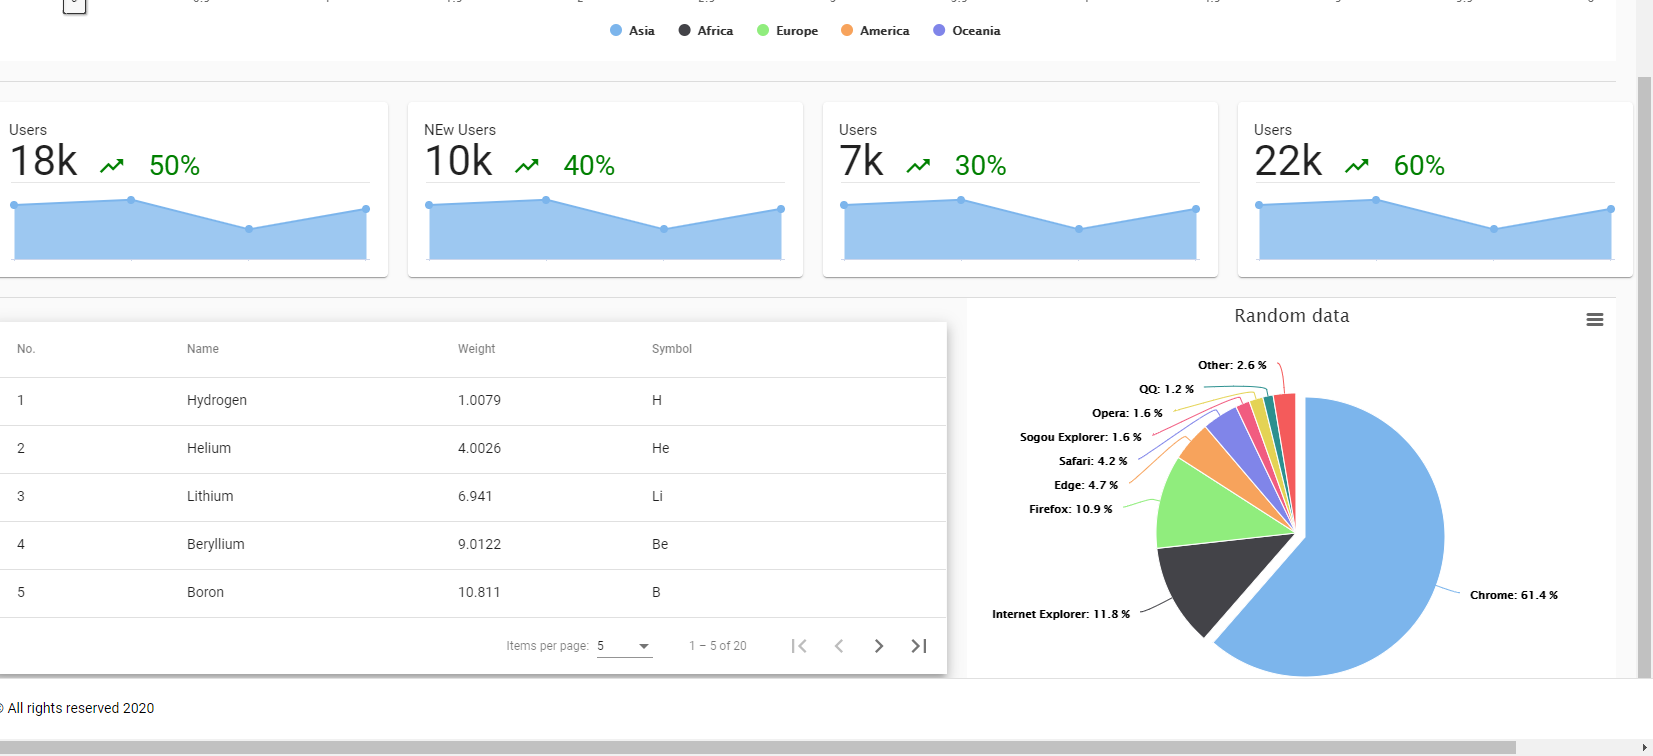 Asia Africa Europe America Oceania
Users
18k 50%
NEw Users
10k 40%
Users
7k 30%
Users
22k 60%
No. Name Weight Symbol
1 Hydrogen 1.0079 H
2 Helium 4.0026 He
3 Lithium 6.941 Li
4 Beryllium 9.0122 Be
5 Boron 10.811 B
Items per page: 5 1 – 5 of 20
Random data
Other: 2.6 %
QQ: 1.2 %
Opera: 1.6 %
Sogou Explorer: 1.6 %
Safari: 4.2 %
Edge: 4.7 %
Firefox: 10.9 %
Internet Explorer: 11.8 %
Chrome: 61.4 %
© All rights reserved 2020